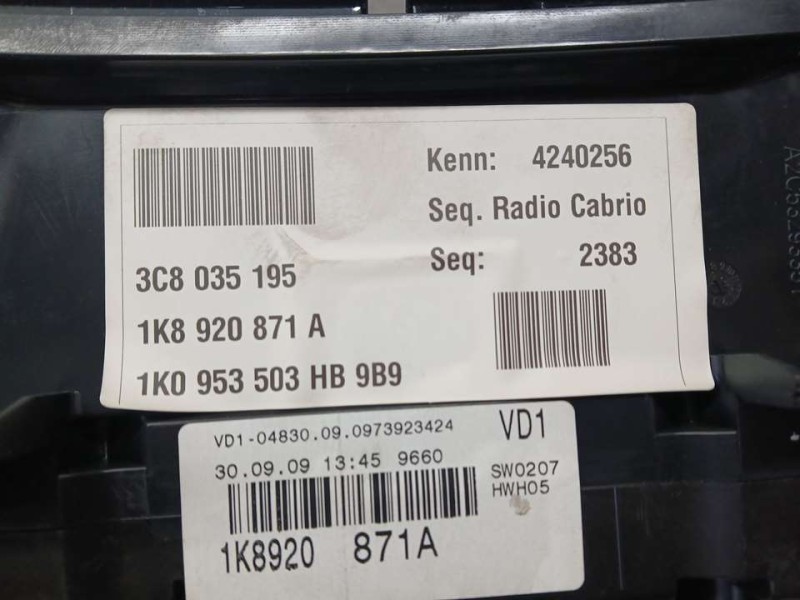 Kenn: 4240256
Seq. Radio Cabrio
Seq: 2383
3C8 035 195
1K8 920 871 A
1K0 953 503 HB 9B9
VD1-04830.09.0973923424
VD1
30.09.09 13:45 9660
SW0207
HWH05
1K8920 871A